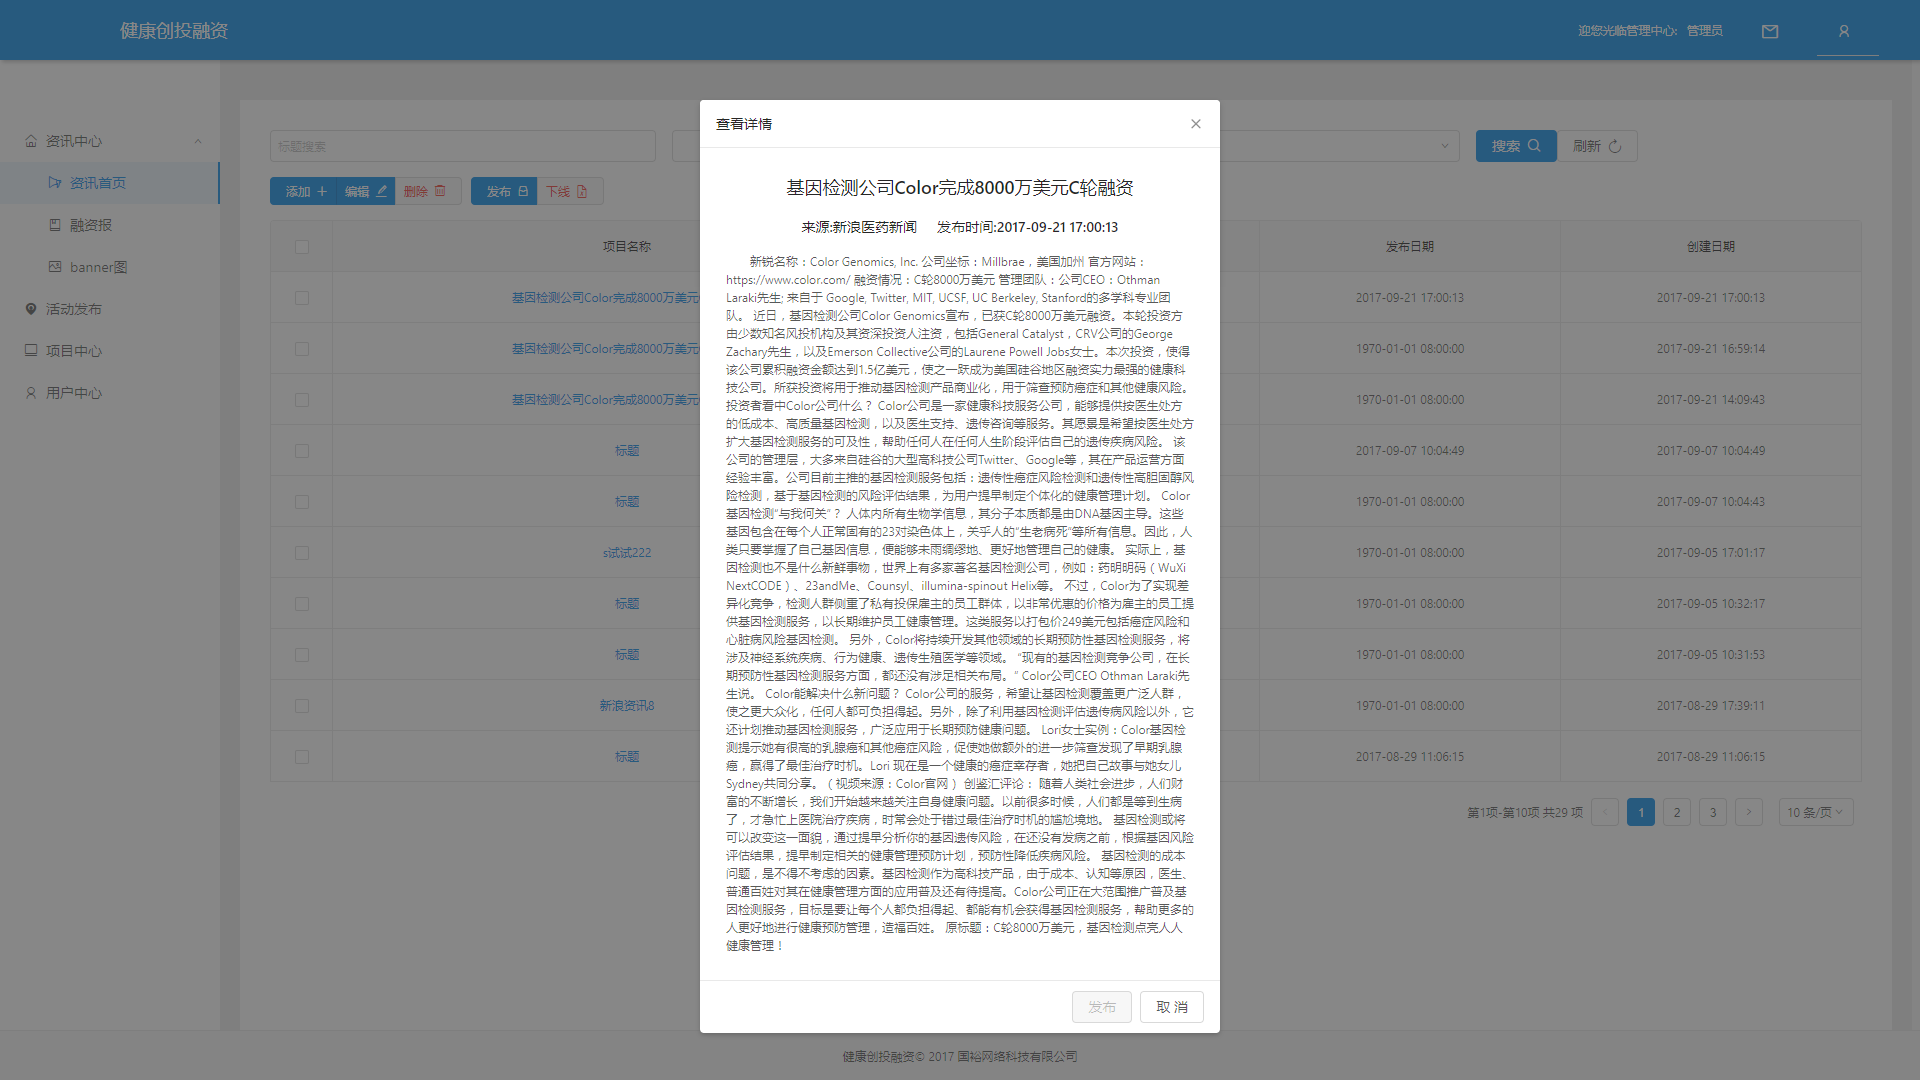 健康创投融资
迎您光临管理中心: 管理员
资讯中心
资讯首页
融资报
banner图
活动发布
项目中心
用户中心
标题搜索
搜索
刷新
添加
编辑
删除
发布
下线
项目名称
发布日期
创建日期
基因检测公司Color完成8000万美元
2017-09-21 17:00:13
2017-09-21 17:00:13
基因检测公司Color完成8000万美元
1970-01-01 08:00:00
2017-09-21 16:59:14
基因检测公司Color完成8000万美元
1970-01-01 08:00:00
2017-09-21 14:09:43
标题
2017-09-07 10:04:49
2017-09-07 10:04:49
标题
1970-01-01 08:00:00
2017-09-07 10:04:43
s试试222
1970-01-01 08:00:00
2017-09-05 17:01:17
标题
1970-01-01 08:00:00
2017-09-05 10:32:17
标题
1970-01-01 08:00:00
2017-09-05 10:31:53
新浪资讯8
1970-01-01 08:00:00
2017-08-29 17:39:11
标题
2017-08-29 11:06:15
2017-08-29 11:06:15
第1项-第10项 共29 项
1
2
3
10 条/页
查看详情
基因检测公司Color完成8000万美元C轮融资
来源:新浪医药新闻 发布时间:2017-09-21 17:00:13
新锐名称：Color Genomics, Inc. 公司坐标：Millbrae，美国加州 官方网站：
https://www.color.com/ 融资情况：C轮8000万美元 管理团队：公司CEO：Othman
Laraki先生; 来自于 Google, Twitter, MIT, UCSF, UC Berkeley, Stanford的多学科专业团
队。 近日，基因检测公司Color Genomics宣布，已获C轮8000万美元融资。本轮投资方
由少数知名风投机构及其资深投资人注资，包括General Catalyst，CRV公司的George
Zachary先生，以及Emerson Collective公司的Laurene Powell Jobs女士。本次投资，使得
该公司累积融资金额达到1.5亿美元，使之一跃成为美国硅谷地区融资实力最强的健康科
技公司。所获投资将用于推动基因检测产品商业化，用于筛查预防癌症和其他健康风险。
投资者看中Color公司什么？ Color公司是一家健康科技服务公司，能够提供按医生处方
的低成本、高质量基因检测，以及医生支持、遗传咨询等服务。其愿景是希望按医生处方
扩大基因检测服务的可及性，帮助任何人在任何人生阶段评估自己的遗传疾病风险。 该
公司的管理层，大多来自硅谷的大型高科技公司Twitter、Google等，其在产品运营方面
经验丰富。公司目前主推的基因检测服务包括：遗传性癌症风险检测和遗传性高胆固醇风
险检测，基于基因检测的风险评估结果，为用户提早制定个体化的健康管理计划。 Color
基因检测“与我何关”？ 人体内所有生物学信息，其分子本质都是由DNA基因主导。这些
基因包含在每个人正常固有的23对染色体上，关乎人的“生老病死”等所有信息。因此，人
类只要掌握了自己基因信息，便能够未雨绸缪地、更好地管理自己的健康。 实际上，基
因检测也不是什么新鲜事物，世界上有多家著名基因检测公司，例如：药明明码（WuXi
NextCODE）、23andMe、Counsyl、illumina-spinout Helix等。 不过，Color为了实现差
异化竞争，检测人群侧重了私有投保雇主的员工群体，以非常优惠的价格为雇主的员工提
供基因检测服务，以长期维护员工健康管理。这类服务以打包价249美元包括癌症风险和
心脏病风险基因检测。 另外，Color将持续开发其他领域的长期预防性基因检测服务，将
涉及神经系统疾病、行为健康、遗传生殖医学等领域。 “现有的基因检测竞争公司，在长
期预防性基因检测服务方面，都还没有涉足相关布局。” Color公司CEO Othman Laraki先
生说。 Color能解决什么新问题？ Color公司的服务，希望让基因检测覆盖更广泛人群，
使之更大众化，任何人都可负担得起。另外，除了利用基因检测评估遗传病风险以外，它
还计划推动基因检测服务，广泛应用于长期预防健康问题。 Lori女士实例：Color基因检
测提示她有很高的乳腺癌和其他癌症风险，促使她做额外的进一步筛查发现了早期乳腺
癌，赢得了最佳治疗时机。Lori 现在是一个健康的癌症幸存者，她把自己故事与她女儿
Sydney共同分享。（视频来源：Color官网） 创鉴汇评论： 随着人类社会进步，人们财
富的不断增长，我们开始越来越关注自身健康问题。以前很多时候，人们都是等到生病
了，才急忙上医院治疗疾病，时常会处于错过最佳治疗时机的尴尬境地。 基因检测或将
可以改变这一面貌，通过提早分析你的基因遗传风险，在还没有发病之前，根据基因风险
评估结果，提早制定相关的健康管理预防计划，预防性降低疾病风险。 基因检测的成本
问题，是不得不考虑的因素。基因检测作为高科技产品，由于成本、认知等原因，医生、
普通百姓对其在健康管理方面的应用普及还有待提高。Color公司正在大范围推广普及基
因检测服务，目标是要让每个人都负担得起、都能有机会获得基因检测服务，帮助更多的
人更好地进行健康预防管理，造福百姓。 原标题：C轮8000万美元，基因检测点亮人人
健康管理！
发布
取 消
健康创投融资© 2017 国裕网络科技有限公司